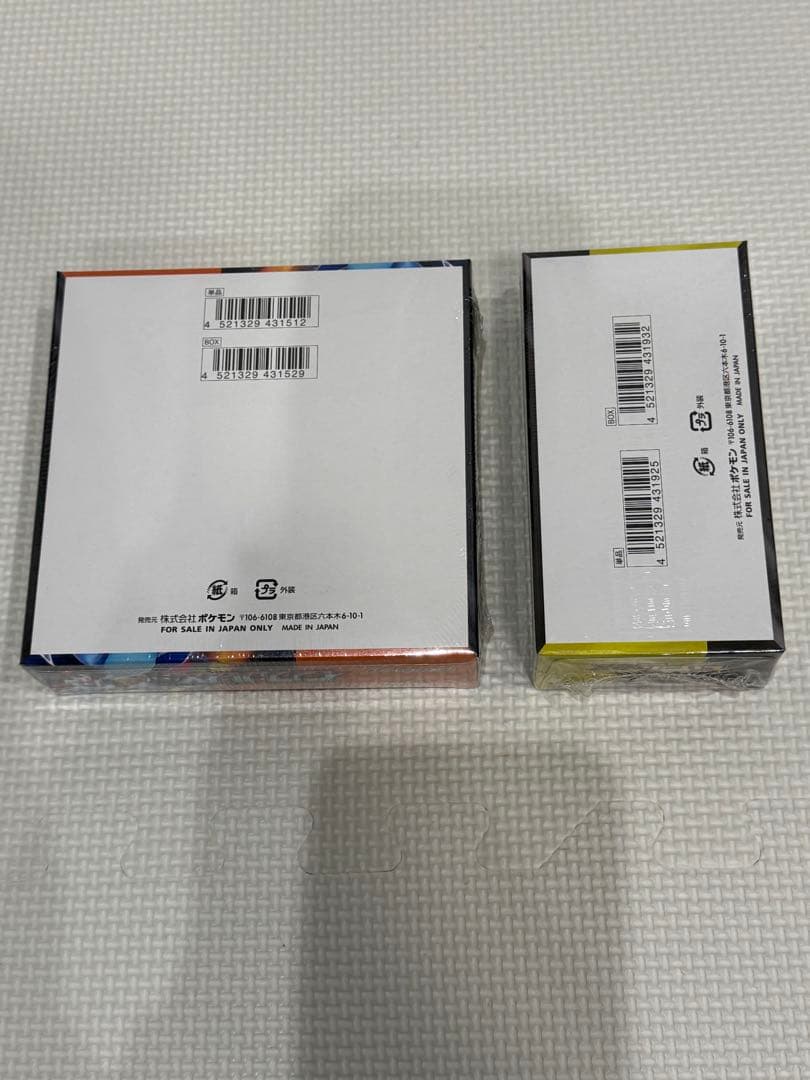 単品
4 521329 431512
BOX
4 521329 431529
紙 箱 プラ 外装
発売元 株式会社ポケモン 〒106-6108 東京都港区六本木6-10-1
FOR SALE IN JAPAN ONLY MADE IN JAPAN
単品
4 521329 431925
BOX
4 521329 431932
紙 箱 プラ 外装
発売元 株式会社ポケモン 〒106-6108 東京都港区六本木6-10-1
FOR SALE IN JAPAN ONLY MADE IN JAPAN